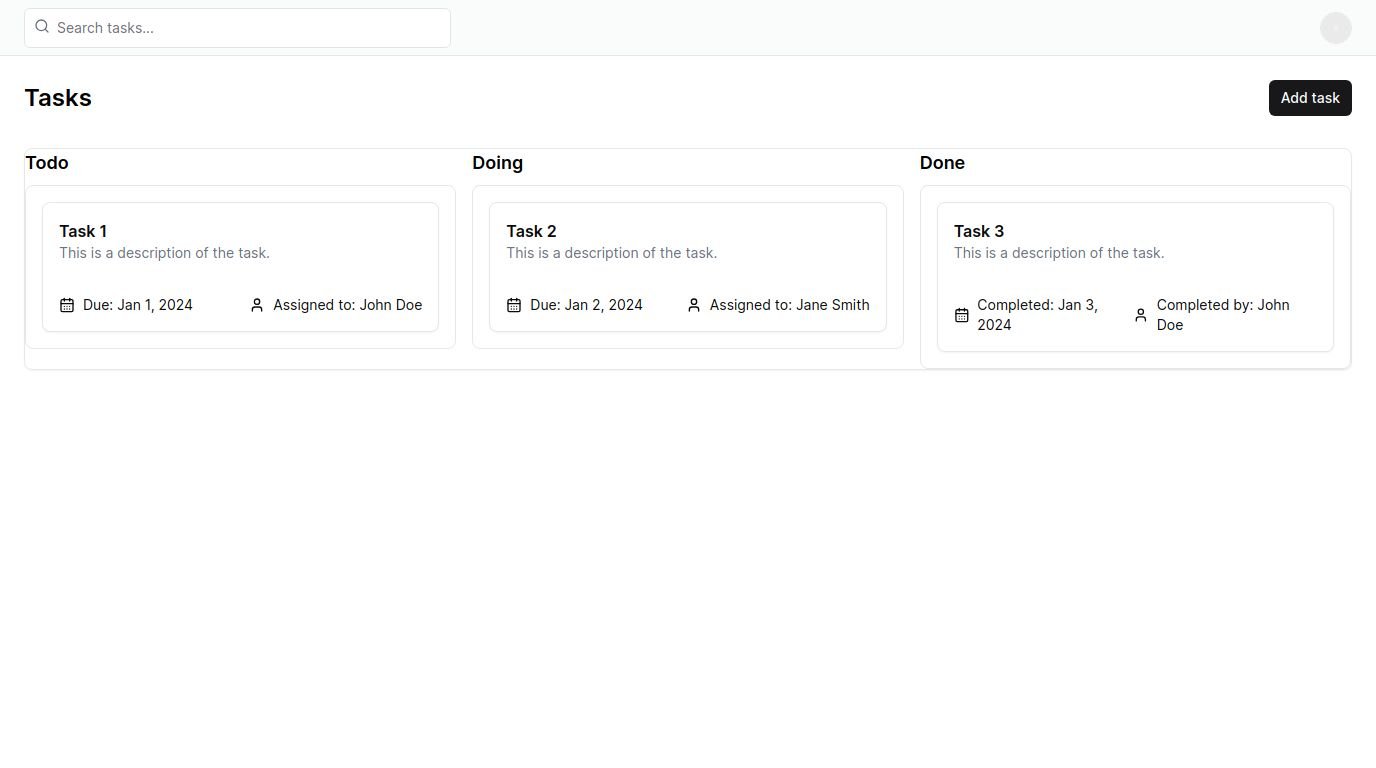 Search tasks...
Tasks
Add task
Todo
Task 1
This is a description of the task.
Due: Jan 1, 2024
Assigned to: John Doe
Doing
Task 2
This is a description of the task.
Due: Jan 2, 2024
Assigned to: Jane Smith
Done
Task 3
This is a description of the task.
Completed: Jan 3,
2024
Completed by: John
Doe